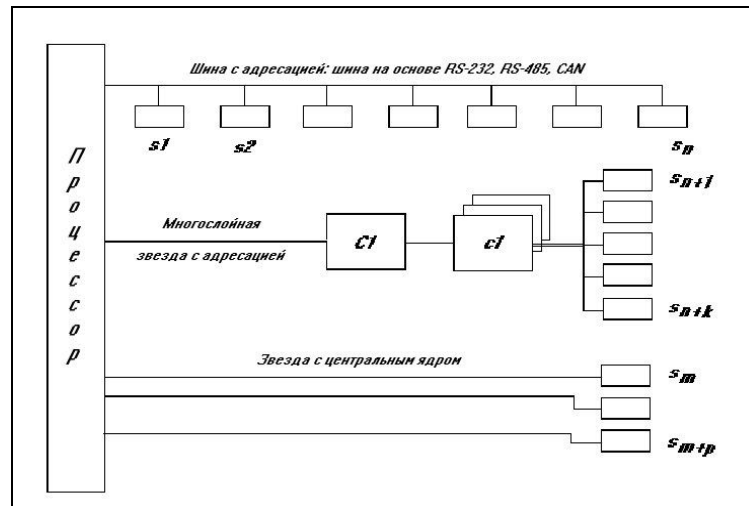 Шина с адресацией: шина на основе RS-232, RS-485, CAN
Процессор
s1 s2 sn
sn+1
Многослойная
звезда с адресацией
C1 c1
sn+k
Звезда с центральным ядром
sm
sm+p